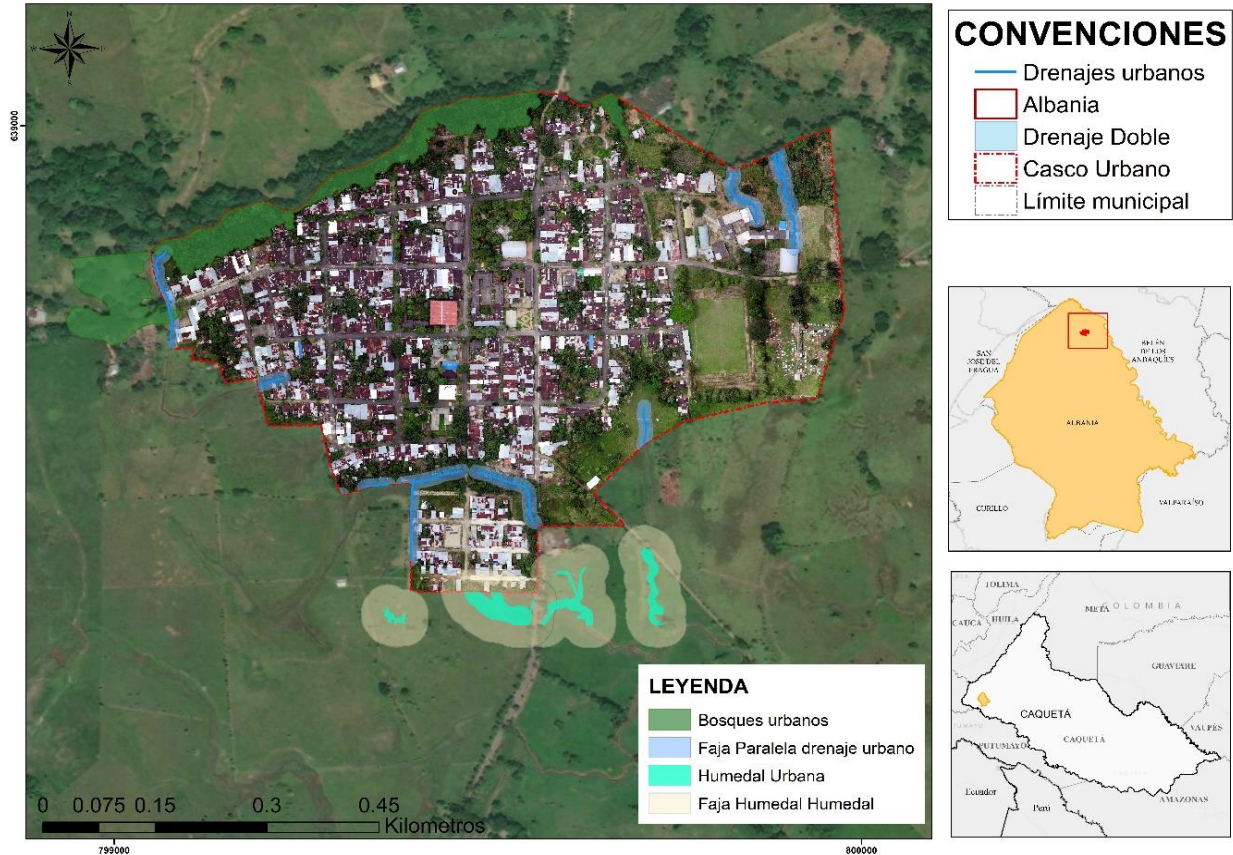 N
W
E
S
639000
799000
800000
0 0.075 0.15 0.3 0.45
Kilometros
LEYENDA
Bosques urbanos
Faja Paralela drenaje urbano
Humedal Urbana
Faja Humedal Humedal
CONVENCIONES
Drenajes urbanos
Albania
Drenaje Doble
Casco Urbano
Límite municipal
SAN
JOSÉ DEL
FRAGUA
BELÉN
DE LOS
ANDAQUÍES
ALBANIA
CURILLO
VALPARAÍSO
TOLIMA
META
COLOMBIA
CAUCA
HUILA
GUAVIARE
CAQUETÁ
CAQUETÁ
VAUPÉS
PUTUMAYO
Ecuador
Perú
AMAZONAS